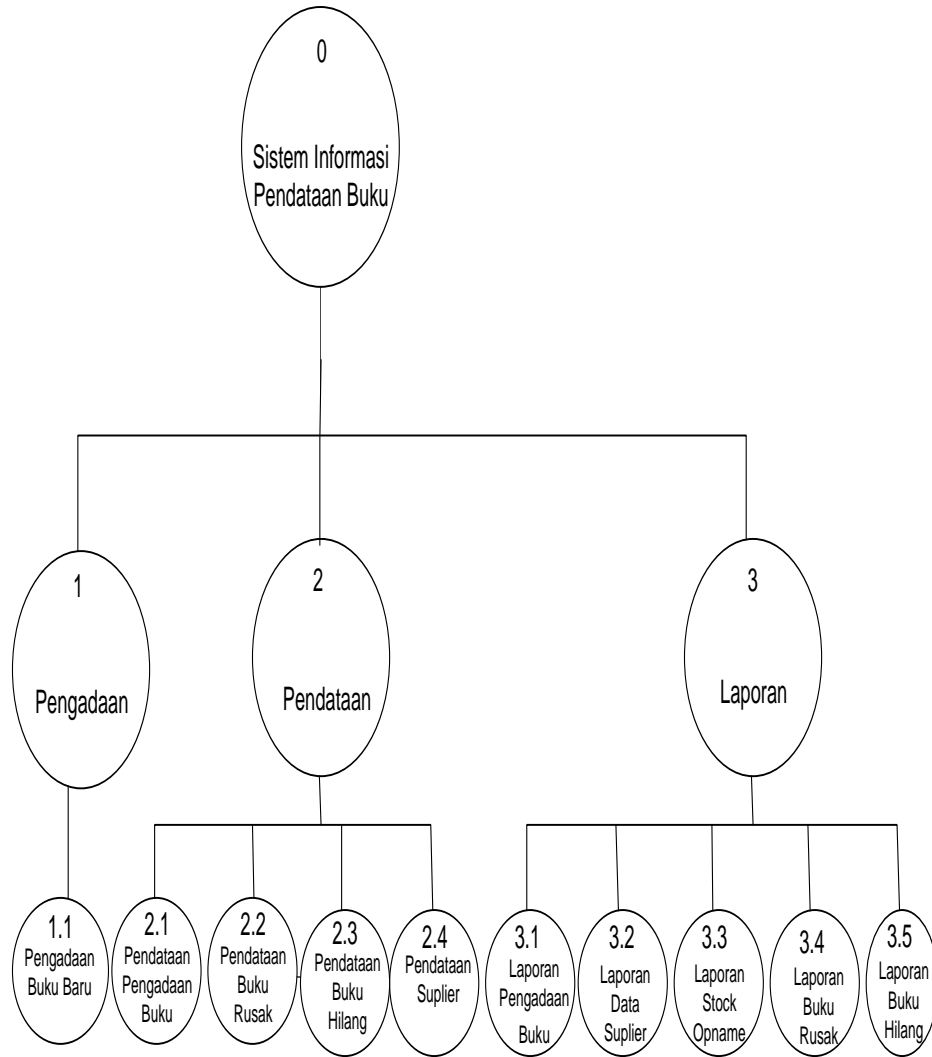 0
Sistem Informasi
Pendataan Buku
1
Pengadaan
2
Pendataan
3
Laporan
1.1
Pengadaan
Buku Baru
2.1
Pendataan
Pengadaan
Buku
2.2
Pendataan
Buku
Rusak
2.3
Pendataan
Buku
Hilang
2.4
Pendataan
Suplier
3.1
Laporan
Pengadaan
Buku
3.2
Laporan
Data
Suplier
3.3
Laporan
Stock
Opname
3.4
Laporan
Buku
Rusak
3.5
Laporan
Buku
Hilang